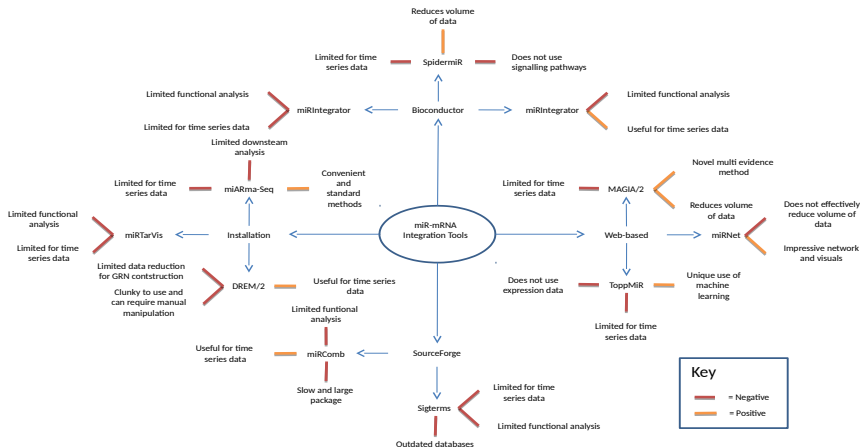 Reduces volume
of data
Limited for time
series data
SpidermiR
Does not use
signalling pathways
Limited functional analysis
Limited for time series data
miRIntegrator
Bioconductor
miRIntegrator
Limited functional analysis
Useful for time series data
Limited downsteam
analysis
Limited for time
series data
miARma-Seq
Convenient
and
standard
methods
Limited functional
analysis
Limited for time
series data
mirTarVis
Installation
Limited data reduction
for GRN contstruction
Clunky to use and
can require manual
manipulation
DREM/2
Useful for time series
data
miR-mRNA
Integration Tools
Limited for time
series data
MAGIA/2
Novel multi evidence
method
Reduces volume
of data
Web-based
miRNet
Does not effectively
reduce volume of
data
Impressive network
and visuals
Does not use
expression data
ToppMiR
Unique use of
machine
learning
Limited for time
series data
Limited funtional
analysis
Useful for time
series data
miRComb
Slow and large
package
SourceForge
Sigterms
Limited for time
series data
Limited functional analysis
Outdated databases
Key
= Negative
= Positive